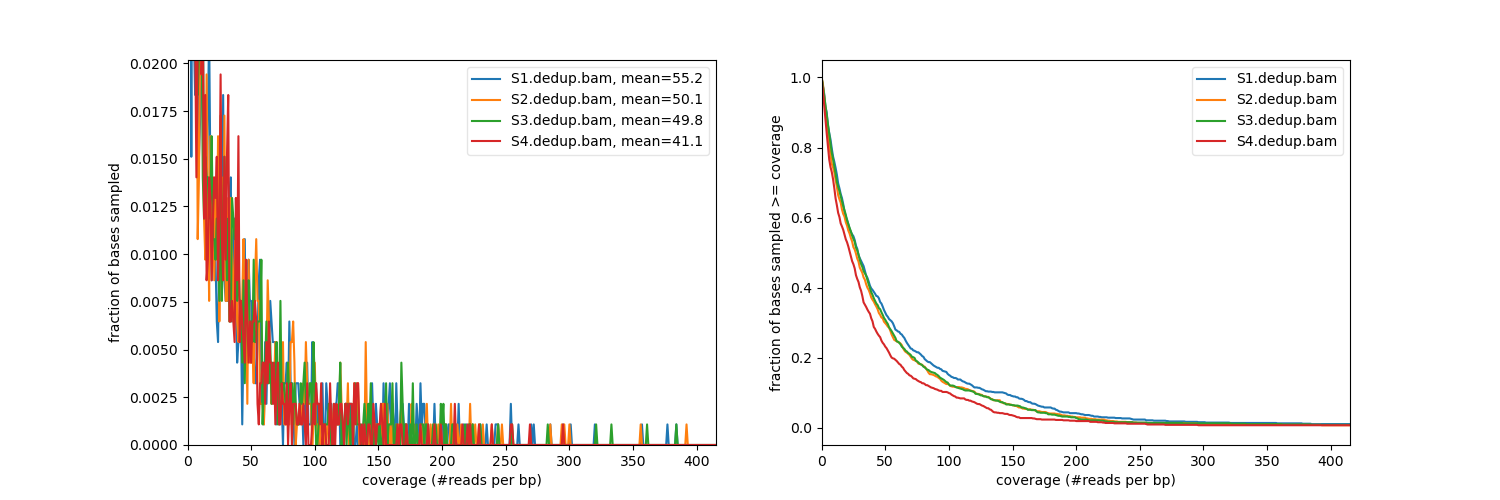 0.0200
0.0175
0.0150
0.0125
0.0100
0.0075
0.0050
0.0025
0.0000
fraction of bases sampled
0 50 100 150 200 250 300 350 400
coverage (#reads per bp)
S1.dedup.bam, mean=55.2
S2.dedup.bam, mean=50.1
S3.dedup.bam, mean=49.8
S4.dedup.bam, mean=41.1
1.0
0.8
0.6
0.4
0.2
0.0
fraction of bases sampled >= coverage
0 50 100 150 200 250 300 350 400
coverage (#reads per bp)
S1.dedup.bam
S2.dedup.bam
S3.dedup.bam
S4.dedup.bam